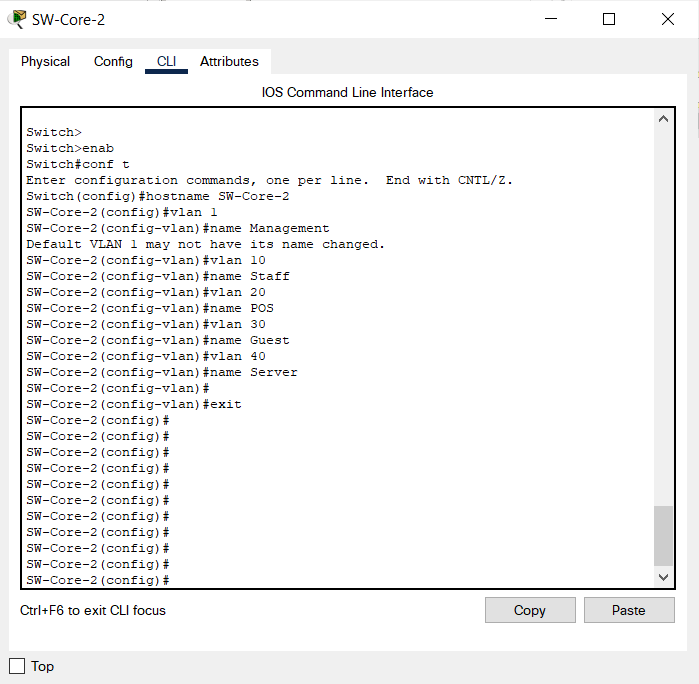 SW-Core-2
Physical Config CLI Attributes
IOS Command Line Interface
Switch>
Switch>enab
Switch#conf t
Enter configuration commands, one per line.  End with CNTL/Z.
Switch(config)#hostname SW-Core-2
SW-Core-2(config)#vlan 1
SW-Core-2(config-vlan)#name Management
Default VLAN 1 may not have its name changed.
SW-Core-2(config-vlan)#vlan 10
SW-Core-2(config-vlan)#name Staff
SW-Core-2(config-vlan)#vlan 20
SW-Core-2(config-vlan)#name POS
SW-Core-2(config-vlan)#vlan 30
SW-Core-2(config-vlan)#name Guest
SW-Core-2(config-vlan)#vlan 40
SW-Core-2(config-vlan)#name Server
SW-Core-2(config-vlan)#
SW-Core-2(config-vlan)#exit
SW-Core-2(config)#
SW-Core-2(config)#
SW-Core-2(config)#
SW-Core-2(config)#
SW-Core-2(config)#
SW-Core-2(config)#
SW-Core-2(config)#
SW-Core-2(config)#
SW-Core-2(config)#
SW-Core-2(config)#
SW-Core-2(config)#
Ctrl+F6 to exit CLI focus
Copy Paste
Top